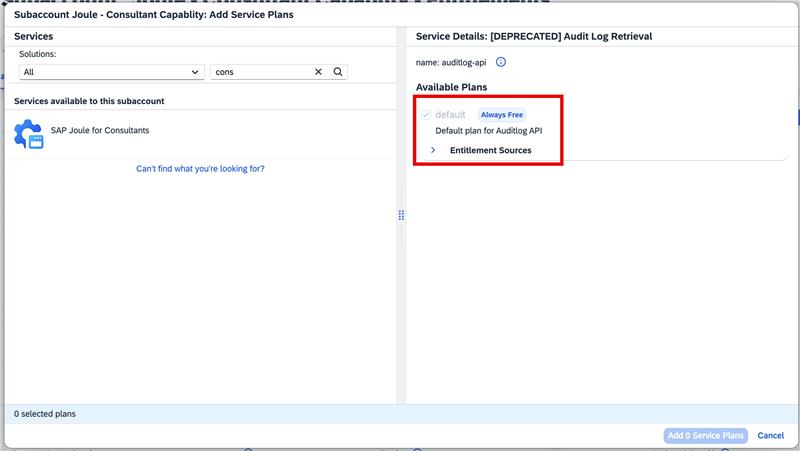 Subaccount Joule - Consultant Capablity: Add Service Plans
Services
Solutions:
All
cons
Services available to this subaccount
SAP Joule for Consultants
Can't find what you're looking for?
Service Details: [DEPRECATED] Audit Log Retrieval
name: auditlog-api
Available Plans
default Always Free
Default plan for Auditlog API
Entitlement Sources
0 selected plans
Add 0 Service Plans Cancel